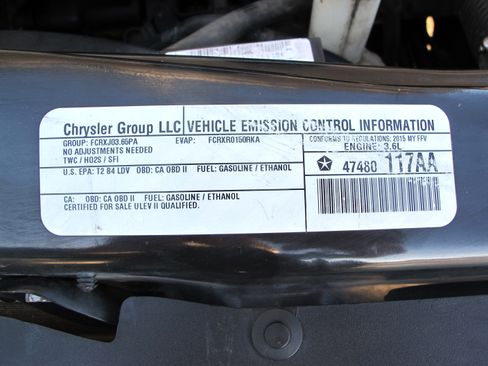 Chrysler Group LLC VEHICLE EMISSION CONTROL INFORMATION
GROUP: FCRXJ03.65PA EVAP: FCRXR0150RKA CONFORMS TO REGULATIONS: 2015 MY FFV
NO ADJUSTMENTS NEEDED ENGINE: 3.6L
TWC / HO2S / SFI
47480 117AA
U.S. EPA: T2 B4 LDV OBD: CA OBD II FUEL: GASOLINE / ETHANOL
CA: OBD: CA OBD II FUEL: GASOLINE / ETHANOL
CERTIFIED FOR SALE ULEV II QUALIFIED.